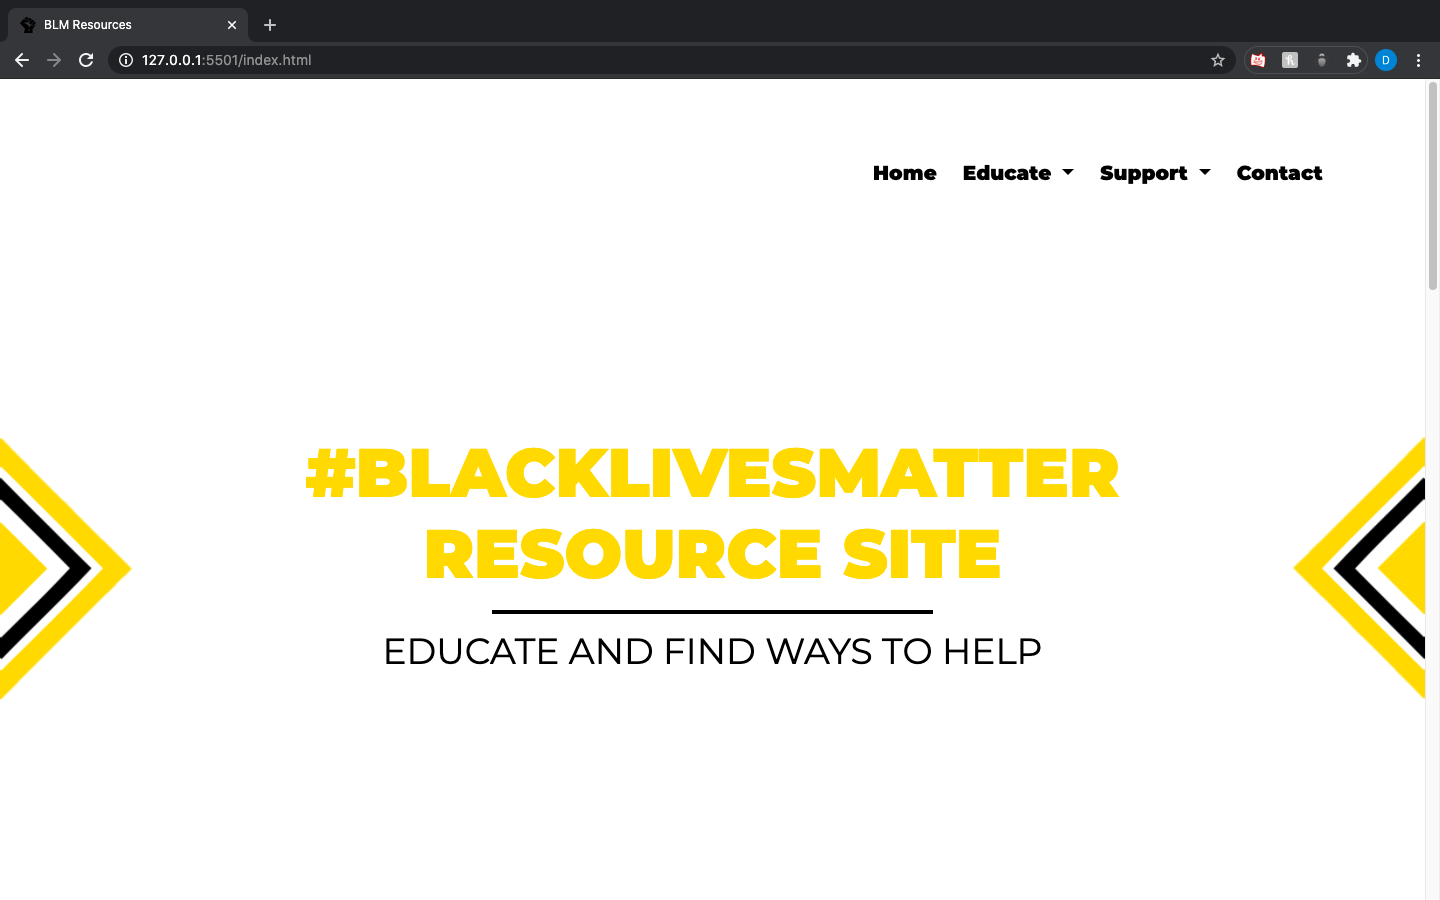 BLM Resources
127.0.0.1:5501/index.html
D
Home Educate Support Contact
#BLACKLIVESMATTER
RESOURCE SITE
EDUCATE AND FIND WAYS TO HELP